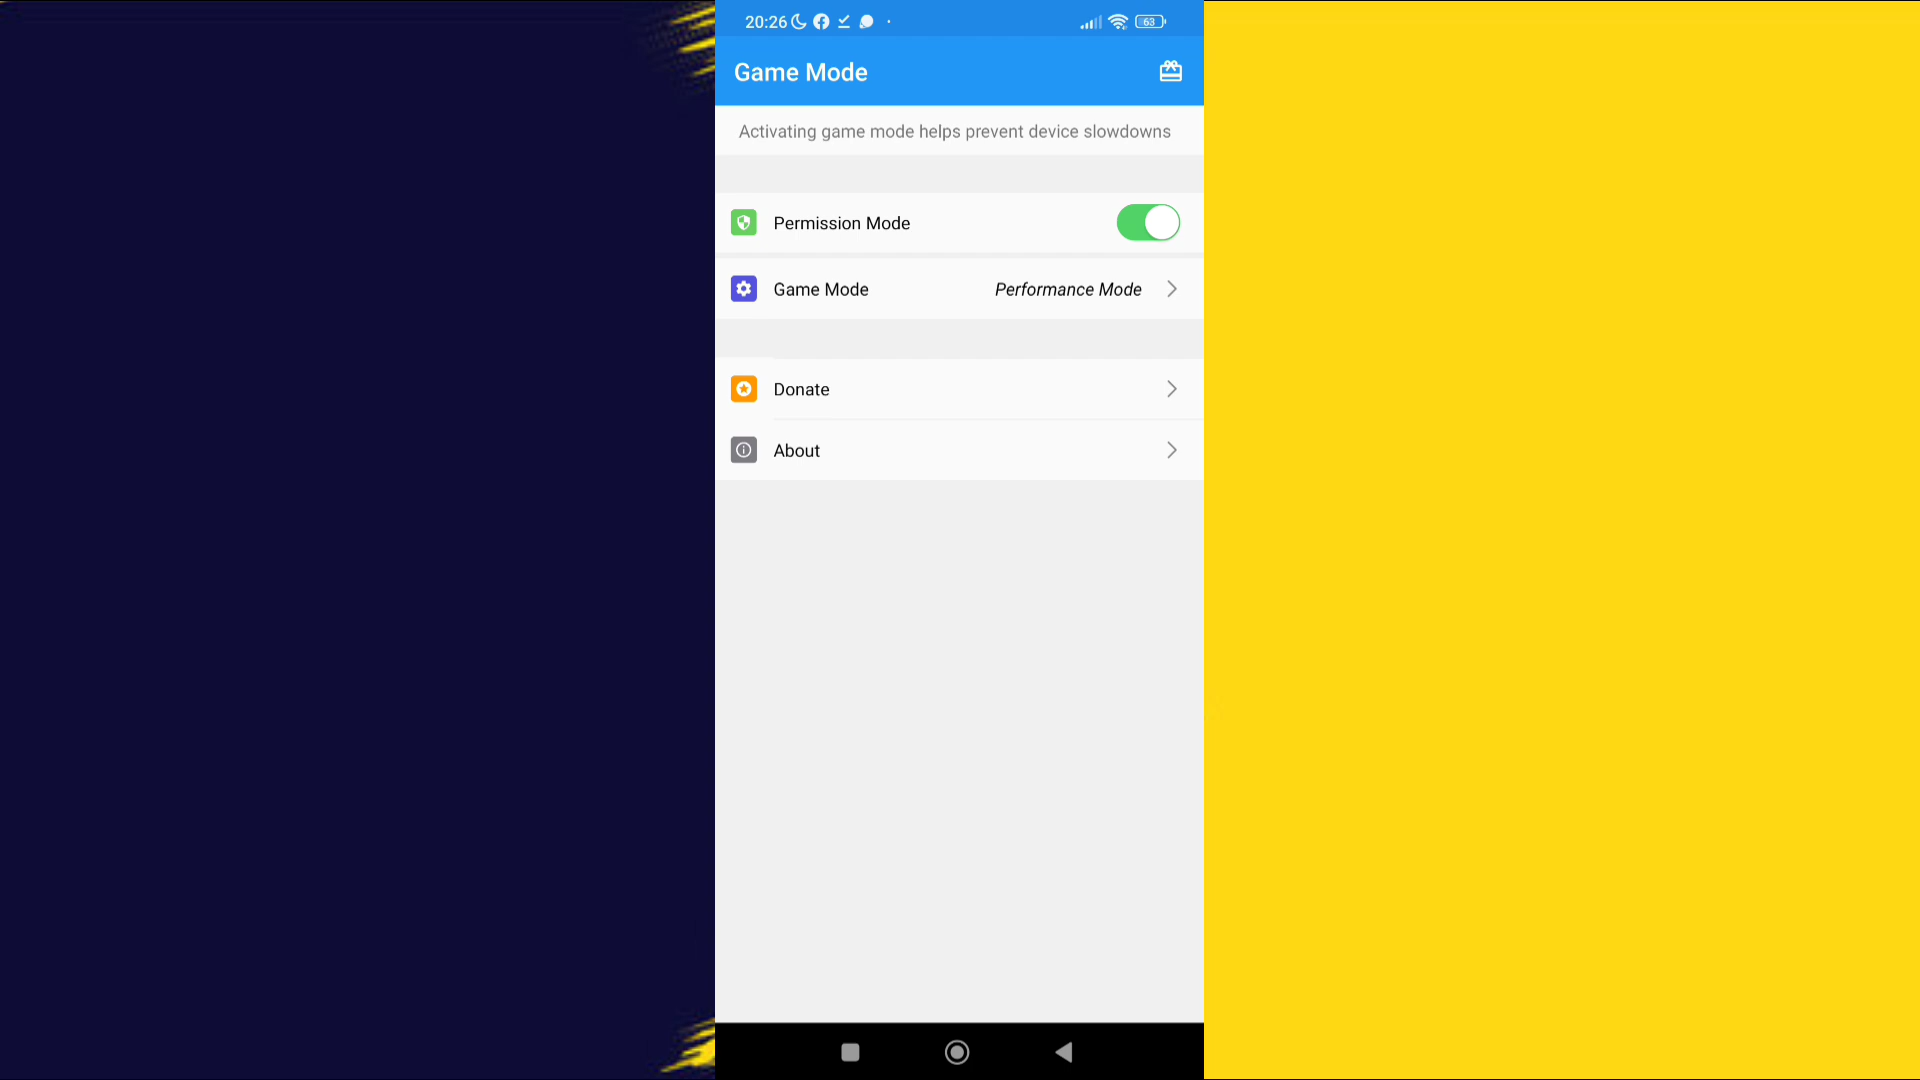 20:26
63
Game Mode
Activating game mode helps prevent device slowdowns
Permission Mode
Game Mode Performance Mode
Donate
About